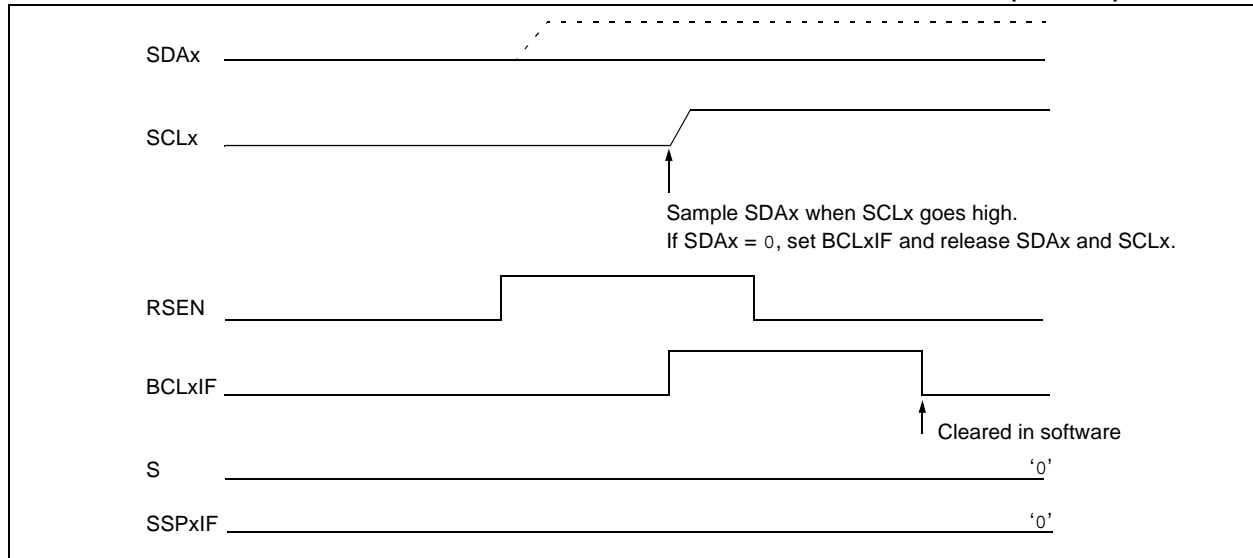 SDAx
SCLx
Sample SDAx when SCLx goes high.
If SDAx = 0, set BCLxIF and release SDAx and SCLx.
RSEN
BCLxIF
Cleared in software
S
‘0’
SSPxIF
‘0’